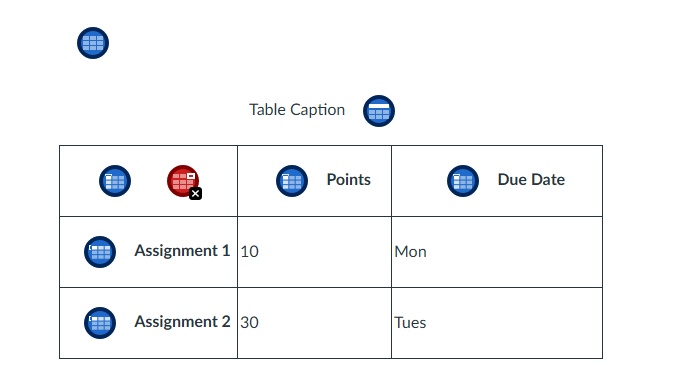 Table Caption
Points Due Date
Assignment 1 10 Mon
Assignment 2 30 Tues